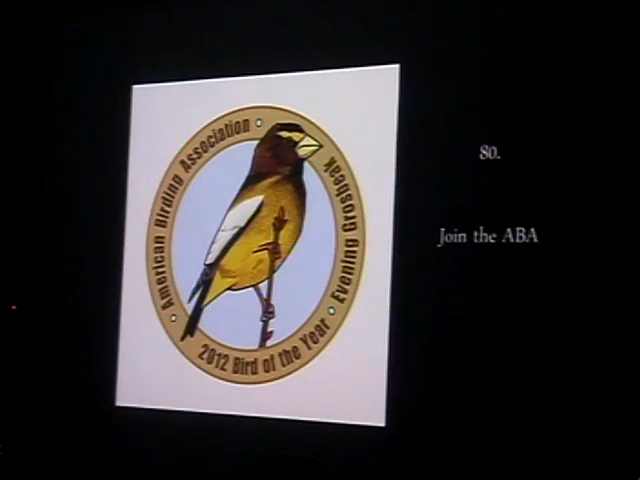 American Birding Association
Evening Grosbeak
2012 Bird of the Year
80.
Join the ABA